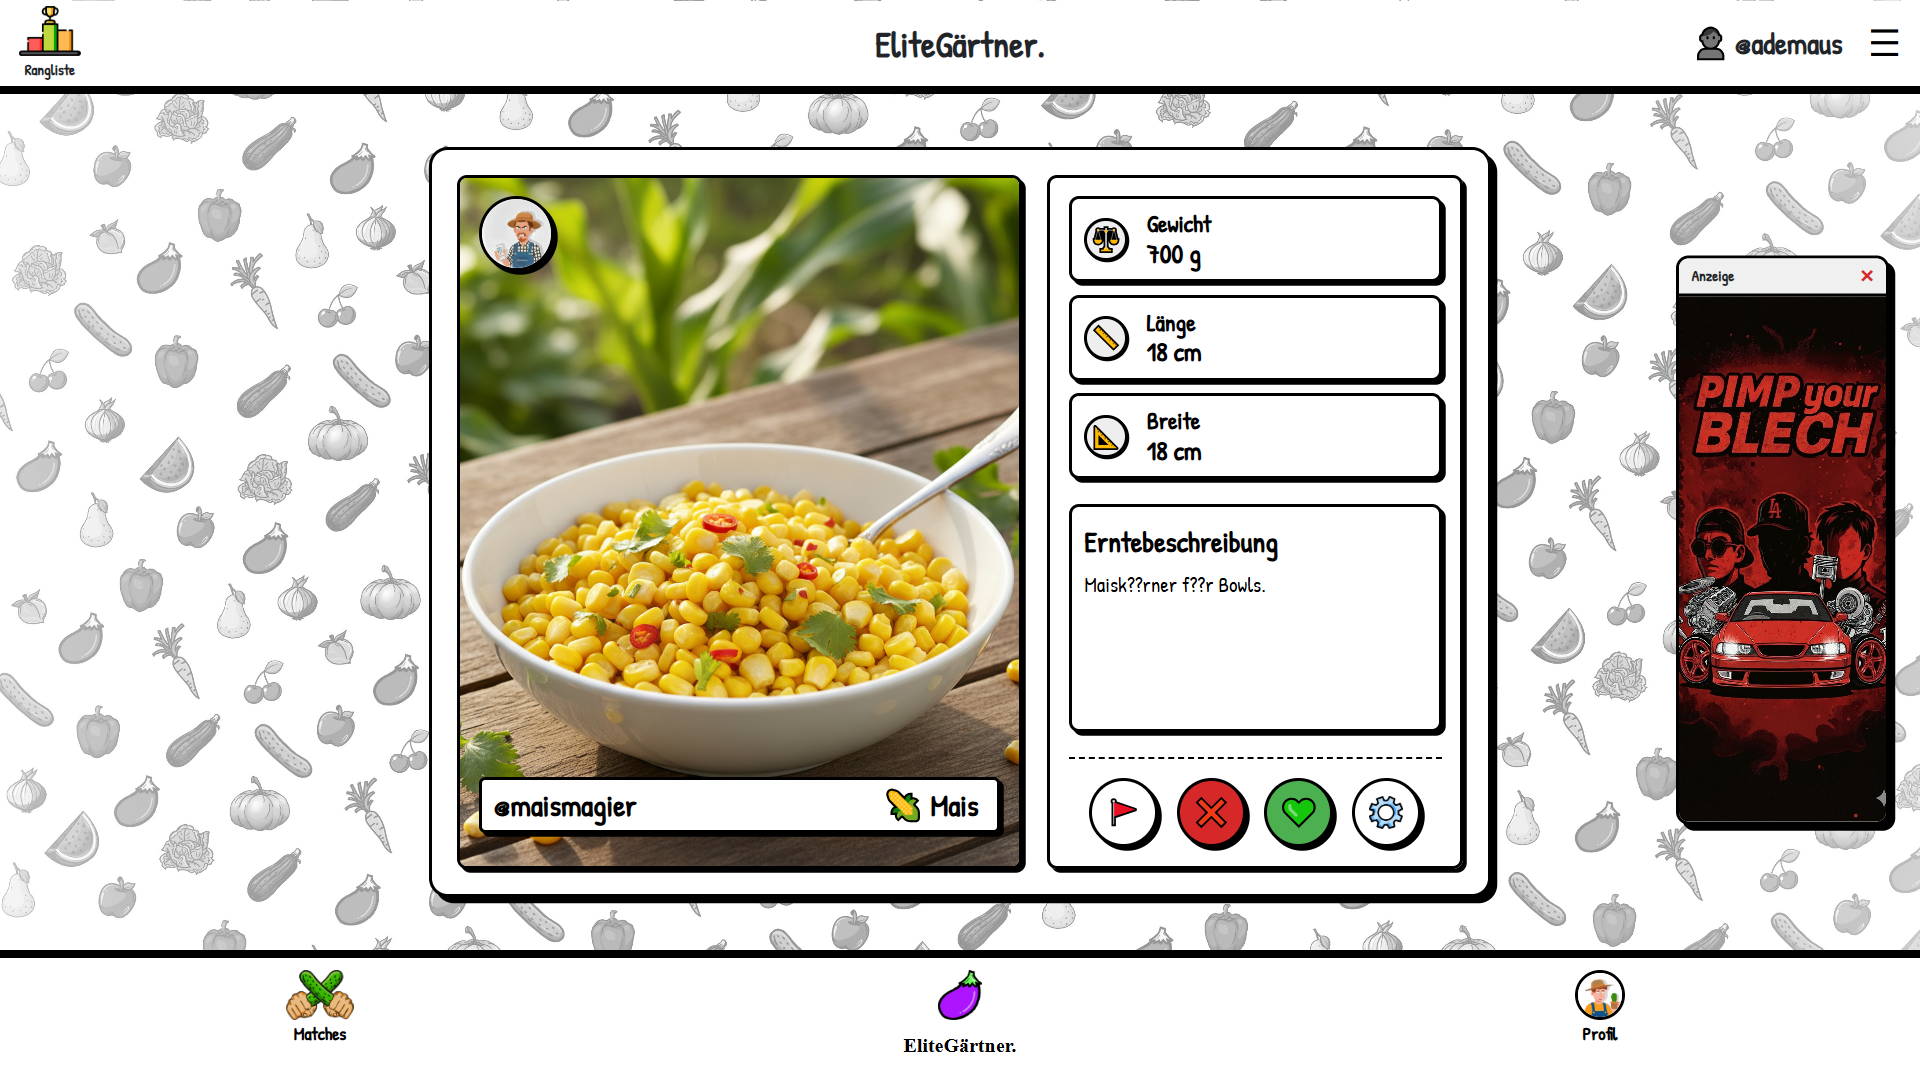 Rangliste
EliteGärtner.
@ademaus
Gewicht
700 g
Länge
18 cm
Breite
18 cm
Erntebeschreibung
Maisk??rner f??r Bowls.
@maismagier
Mais
Anzeige
PIMP your
BLECH
LA
Matches
EliteGärtner.
Profil